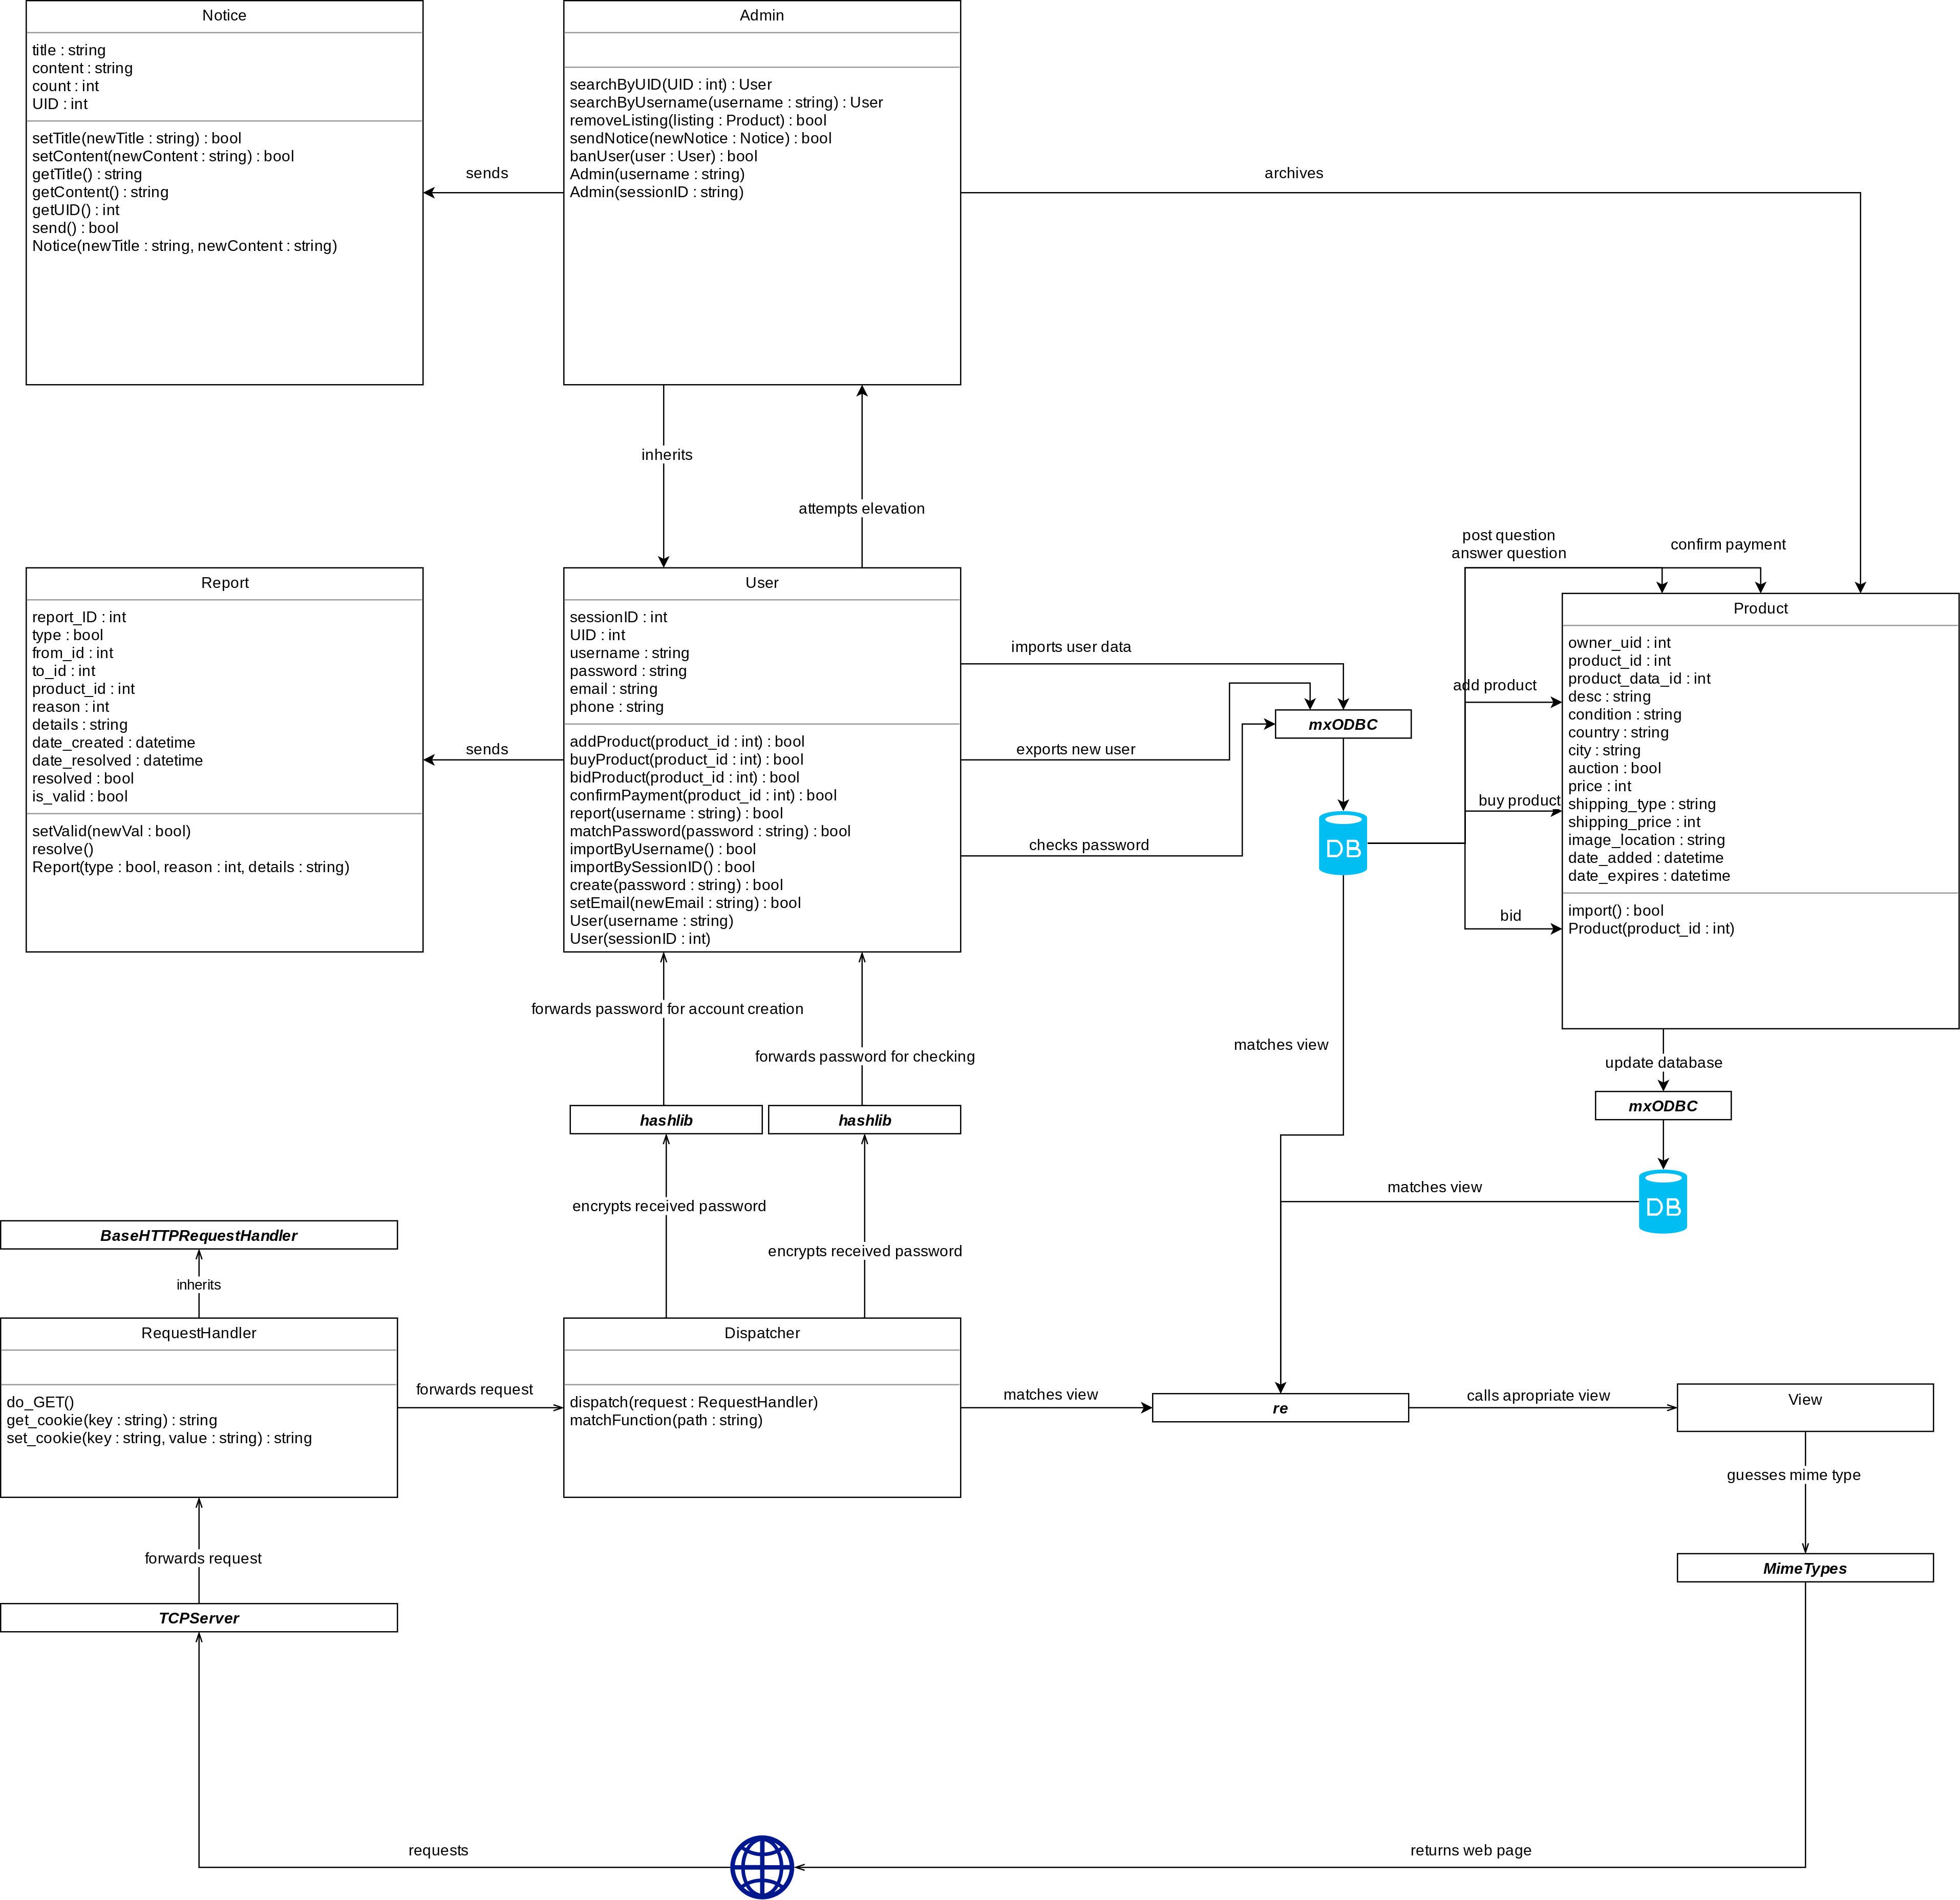 Notice
title : string
content : string
count : int
UID : int
setTitle(newTitle : string) : bool
setContent(newContent : string) : bool
getTitle() : string
getContent() : string
getUID() : int
send() : bool
Notice(newTitle : string, newContent : string)
sends
Admin
searchByUID(UID : int) : User
searchByUsername(username : string) : User
removeListing(listing : Product) : bool
sendNotice(newNotice : Notice) : bool
banUser(user : User) : bool
Admin(username : string)
Admin(sessionID : string)
archives
inherits
attempts elevation
Report
report_ID : int
type : bool
from_id : int
to_id : int
product_id : int
reason : int
details : string
date_created : datetime
date_resolved : datetime
resolved : bool
is_valid : bool
setValid(newVal : bool)
resolve()
Report(type : bool, reason : int, details : string)
sends
User
sessionID : int
UID : int
username : string
password : string
email : string
phone : string
addProduct(product_id : int) : bool
buyProduct(product_id : int) : bool
bidProduct(product_id : int) : bool
confirmPayment(product_id : int) : bool
report(username : string) : bool
matchPassword(password : string) : bool
importByUsername() : bool
importBySessionID() : bool
create(password : string) : bool
setEmail(newEmail : string) : bool
User(username : string)
User(sessionID : int)
imports user data
exports new user
checks password
mxODBC
DB
post question
answer question
confirm payment
add product
buy product
bid
Product
owner_uid : int
product_id : int
product_data_id : int
desc : string
condition : string
country : string
city : string
auction : bool
price : int
shipping_type : string
shipping_price : int
image_location : string
date_added : datetime
date_expires : datetime
import() : bool
Product(product_id : int)
forwards password for account creation
forwards password for checking
matches view
update database
mxODBC
DB
matches view
hashlib
hashlib
encrypts received password
encrypts received password
BaseHTTPRequestHandler
inherits
RequestHandler
do_GET()
get_cookie(key : string) : string
set_cookie(key : string, value : string) : string
forwards request
Dispatcher
dispatch(request : RequestHandler)
matchFunction(path : string)
matches view
re
calls apropriate view
View
guesses mime type
MimeTypes
forwards request
TCPServer
requests
returns web page